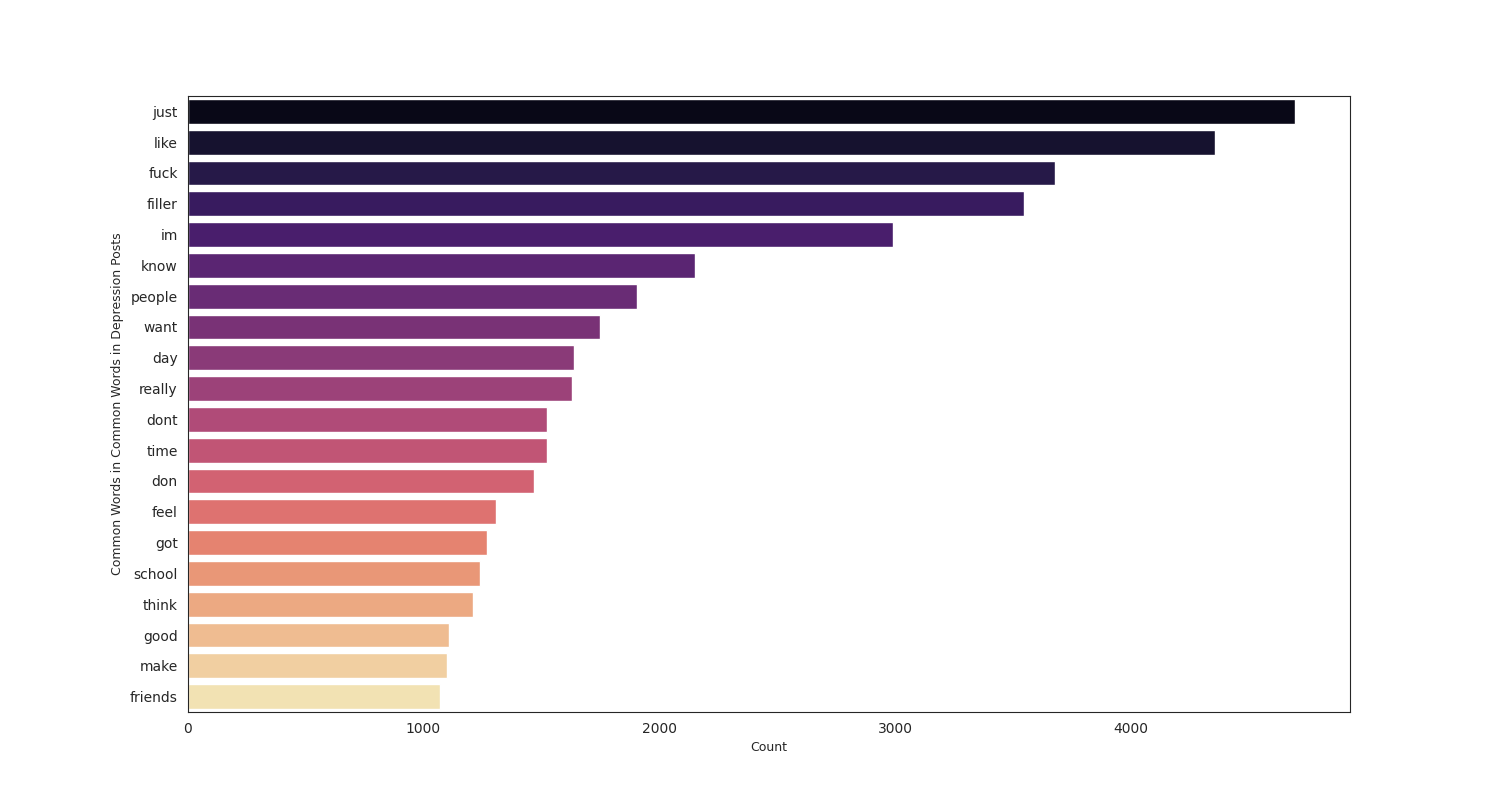 Common Words in Common Words in Depression Posts
just
like
fuck
filler
im
know
people
want
day
really
dont
time
don
feel
got
school
think
good
make
friends
0 1000 2000 3000 4000
Count